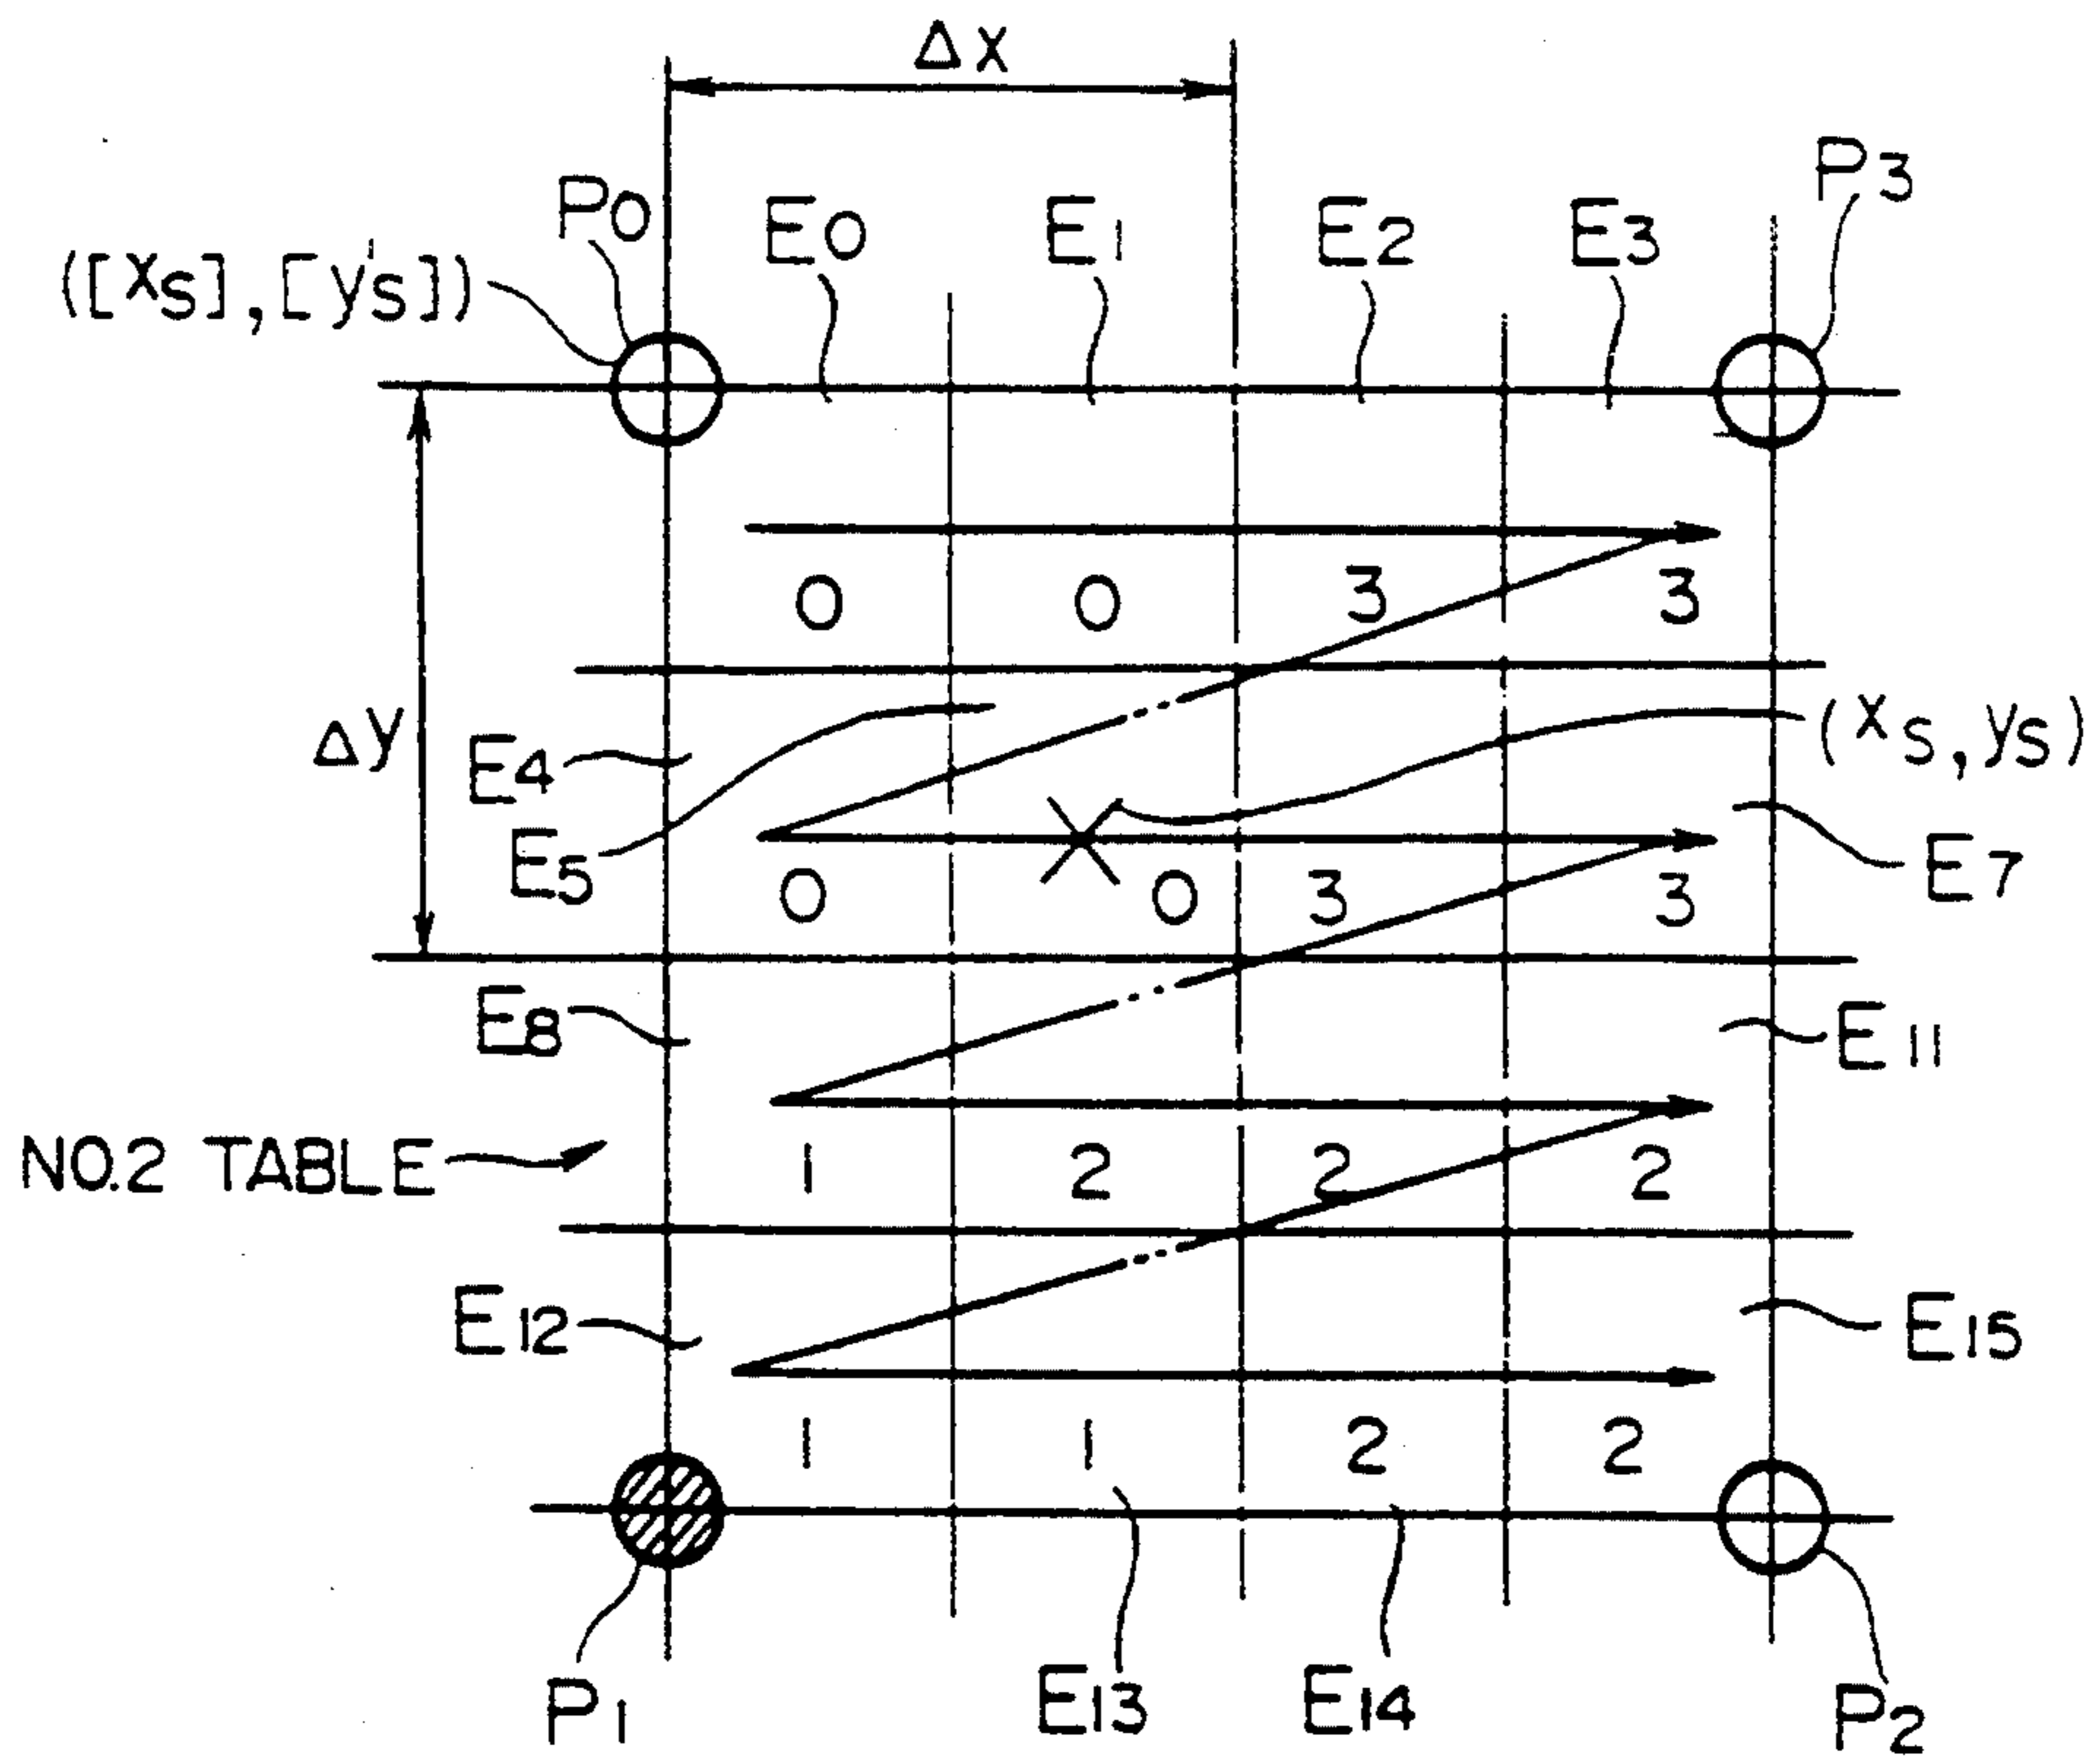 Δx
P0 E0 E1 E2 E3 P3
([xs],[y's])
0 0 3 3
Δy E4 (xs,ys)
E5 0 0 3 3 E7
E8 E11
NO.2 TABLE 1 2 2 2
E12 E15
1 1 2 2
P1 E13 E14 P2